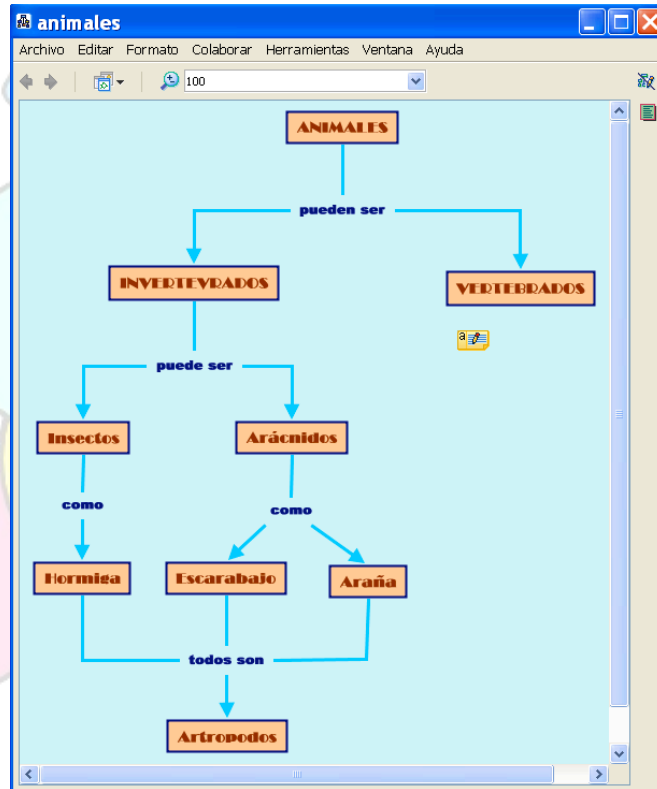 animales
Archivo Editar Formato Colaborar Herramientas Ventana Ayuda
100
ANIMALES
pueden ser
INVERTEVRADOS
VERTEBRADOS
a
puede ser
Insectos
Arácnidos
como
como
Hormiga
Escarabajo
Araña
todos son
Artropodos